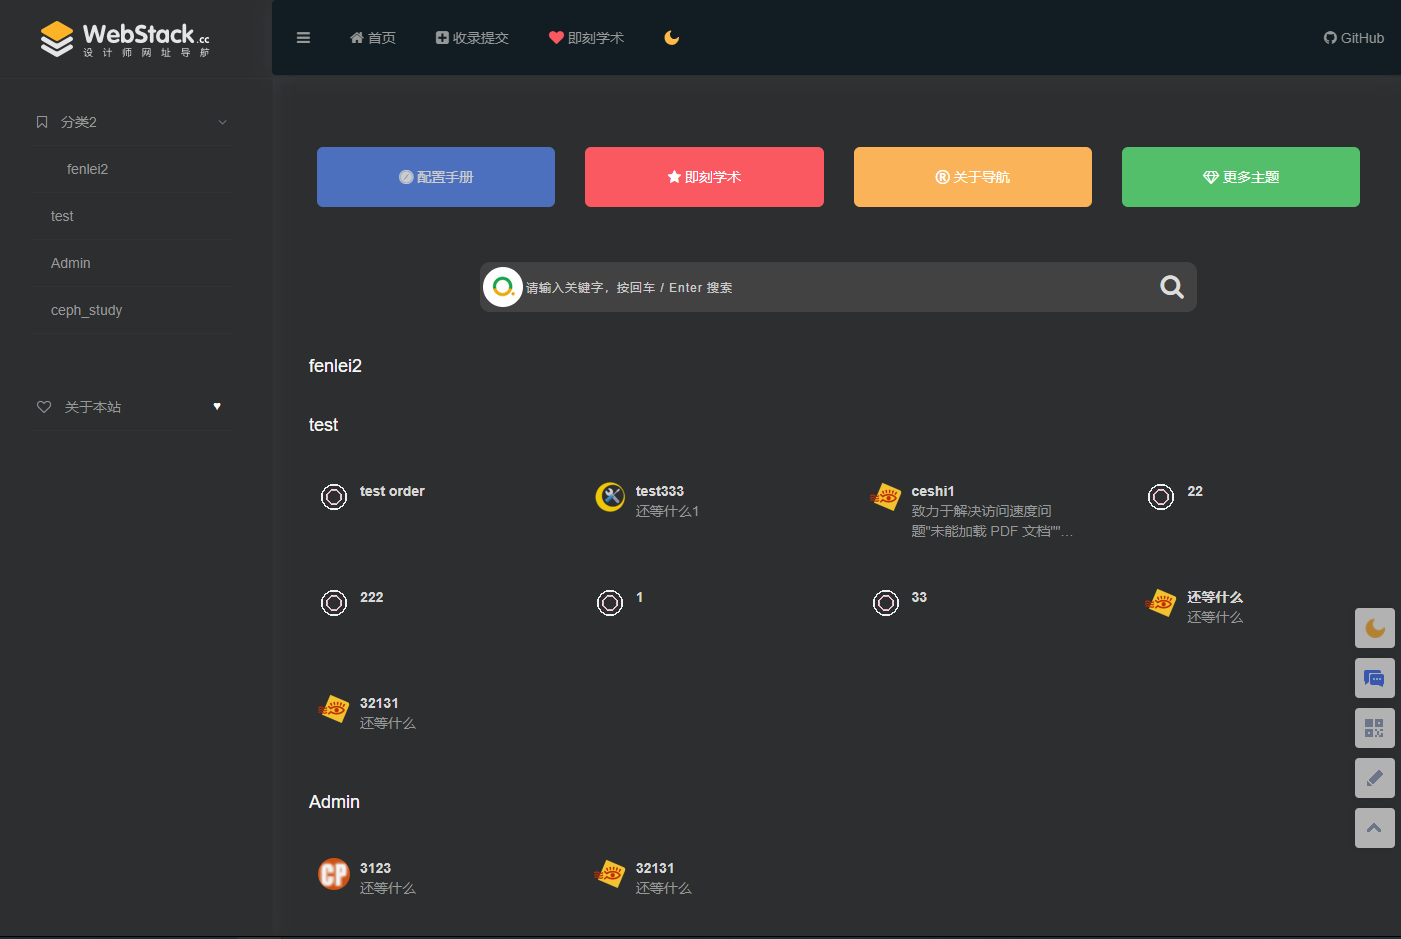 WebStack.cc
设计师网址导航
首页
收录提交
即刻学术
GitHub
分类2
fenlei2
test
Admin
ceph_study
关于本站
♥
配置手册
即刻学术
关于导航
更多主题
请输入关键字，按回车 / Enter 搜索
fenlei2
test
test order
test333
还等什么1
ceshi1
致力于解决访问速度问
题"未能加载 PDF 文档""...
22
222
1
33
还等什么
还等什么
32131
还等什么
Admin
3123
还等什么
32131
还等什么